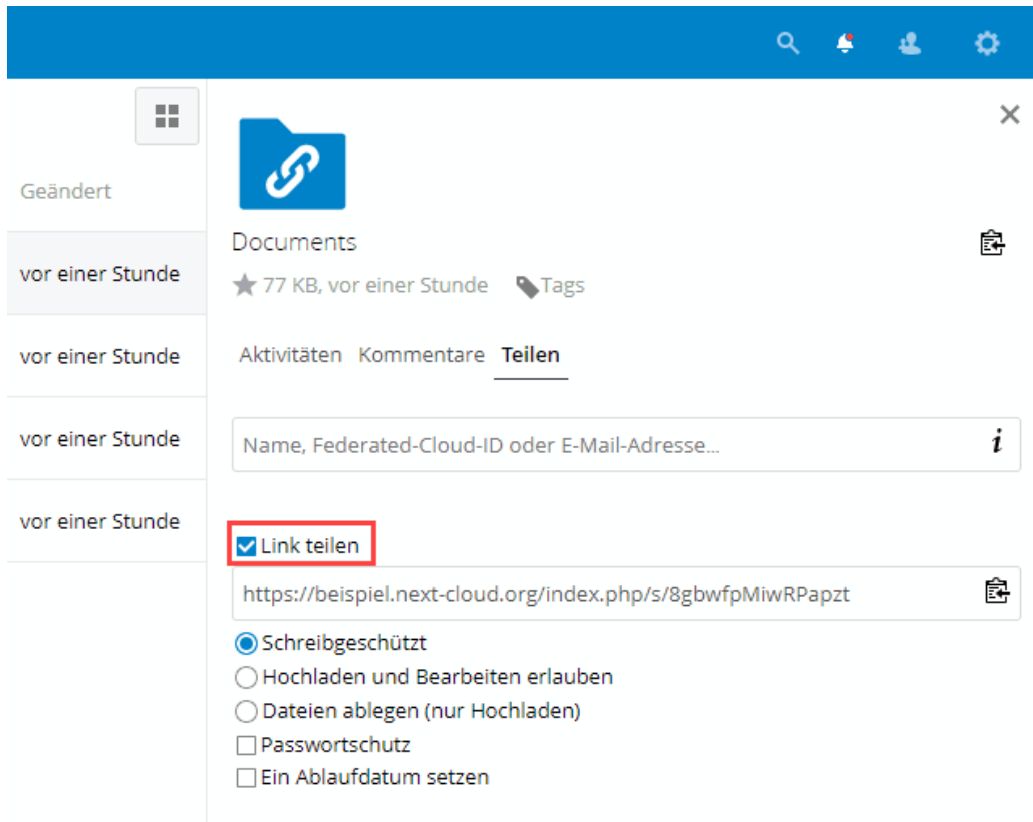 Geändert
vor einer Stunde
vor einer Stunde
vor einer Stunde
vor einer Stunde
Documents
77 KB, vor einer Stunde Tags
Aktivitäten Kommentare Teilen
Name, Federated-Cloud-ID oder E-Mail-Adresse... i
Link teilen
https://beispiel.next-cloud.org/index.php/s/8gbwfpMiwRPapzt
Schreibgeschützt
Hochladen und Bearbeiten erlauben
Dateien ablegen (nur Hochladen)
Passwortschutz
Ein Ablaufdatum setzen